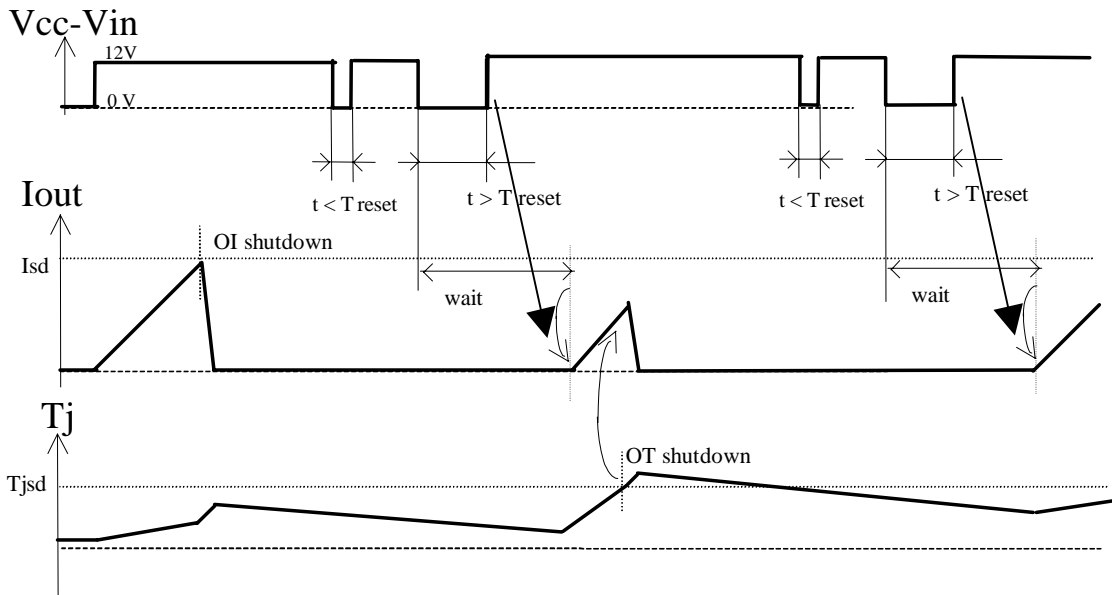 Vcc-Vin
12V
0 V
t < T reset
t > T reset
t < T reset
t > T reset
Iout
OI shutdown
Isd
wait
wait
Tj
OT shutdown
Tjsd